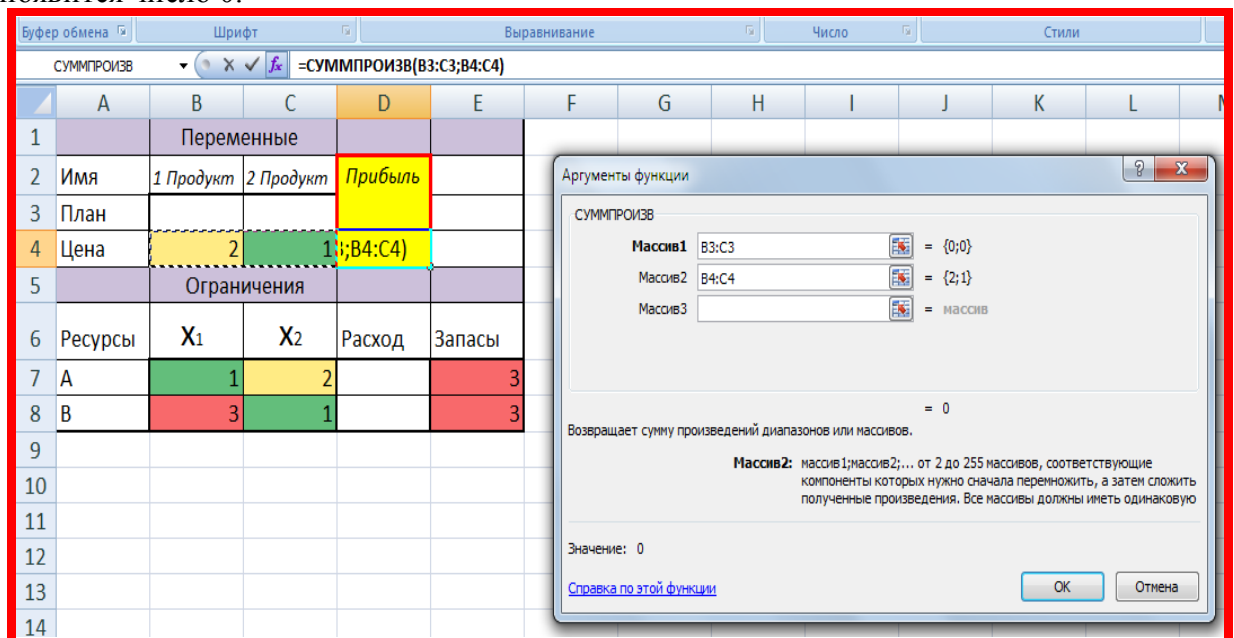 появится число 0.
Буфер обмена Шрифт Выравнивание Число Стили
СУММПРОИЗВ fx =СУММПРОИЗВ(B3:C3;B4:C4)
A B C D E F G H I J K L
1 Переменные
2 Имя 1 Продукт 2 Продукт Прибыль
3 План
4 Цена 2 1 ;B4:C4)
5 Ограничения
6 Ресурсы X1 X2 Расход Запасы
7 A 1 2 3
8 B 3 1 3
9
10
11
12
13
14
Аргументы функции
СУММПРОИЗВ
Массив1 B3:C3 = {0;0}
Массив2 B4:C4 = {2;1}
Массив3 = массив
= 0
Возвращает сумму произведений диапазонов или массивов.
Массив2: массив1;массив2;... от 2 до 255 массивов, соответствующие
компоненты которых нужно сначала перемножить, а затем сложить
полученные произведения. Все массивы должны иметь одинаковую
Значение: 0
Справка по этой функции OK Отмена